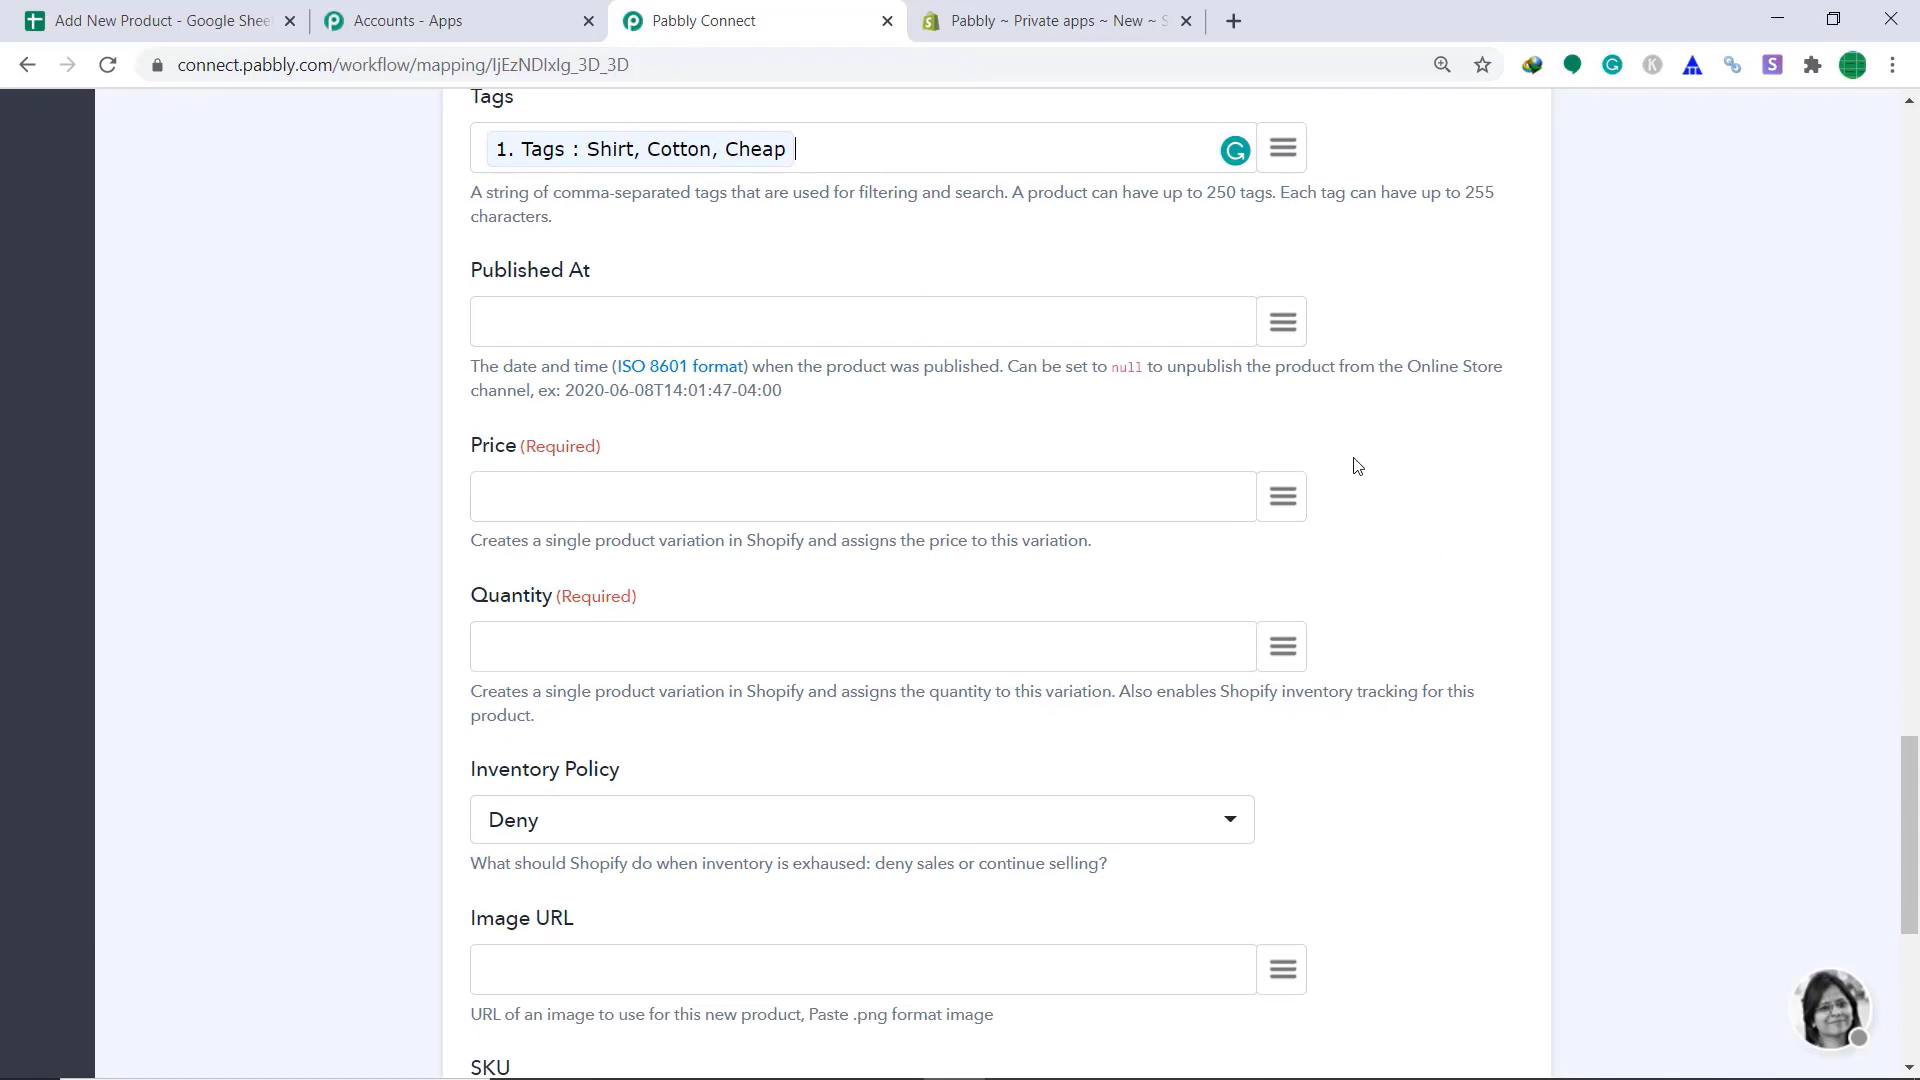 Add New Product - Google Shee
Accounts - Apps
Pabbly Connect
Pabbly ~ Private apps ~ New ~ S
connect.pabbly.com/workflow/mapping/IjEzNDIxIg_3D_3D
Tags
1. Tags : Shirt, Cotton, Cheap
A string of comma-separated tags that are used for filtering and search. A product can have up to 250 tags. Each tag can have up to 255
characters.
Published At
The date and time (ISO 8601 format) when the product was published. Can be set to null to unpublish the product from the Online Store
channel, ex: 2020-06-08T14:01:47-04:00
Price (Required)
Creates a single product variation in Shopify and assigns the price to this variation.
Quantity (Required)
Creates a single product variation in Shopify and assigns the quantity to this variation. Also enables Shopify inventory tracking for this
product.
Inventory Policy
Deny
What should Shopify do when inventory is exhaused: deny sales or continue selling?
Image URL
URL of an image to use for this new product, Paste .png format image
SKU